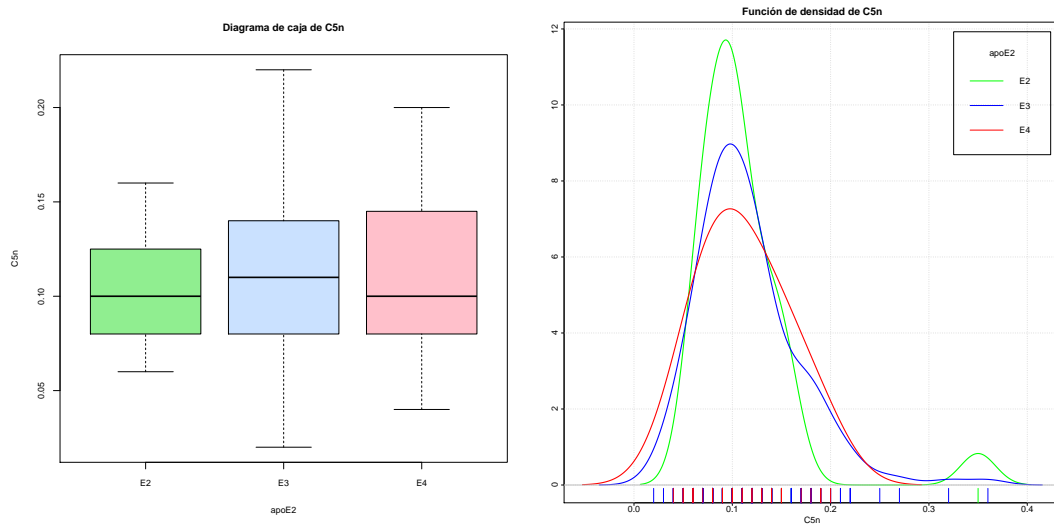 Diagrama de caja de C5n
C5n
0.05
0.10
0.15
0.20
E2
E3
E4
apoE2
Función de densidad de C5n
0
2
4
6
8
10
12
0.0
0.1
0.2
0.3
0.4
C5n
apoE2
E2
E3
E4